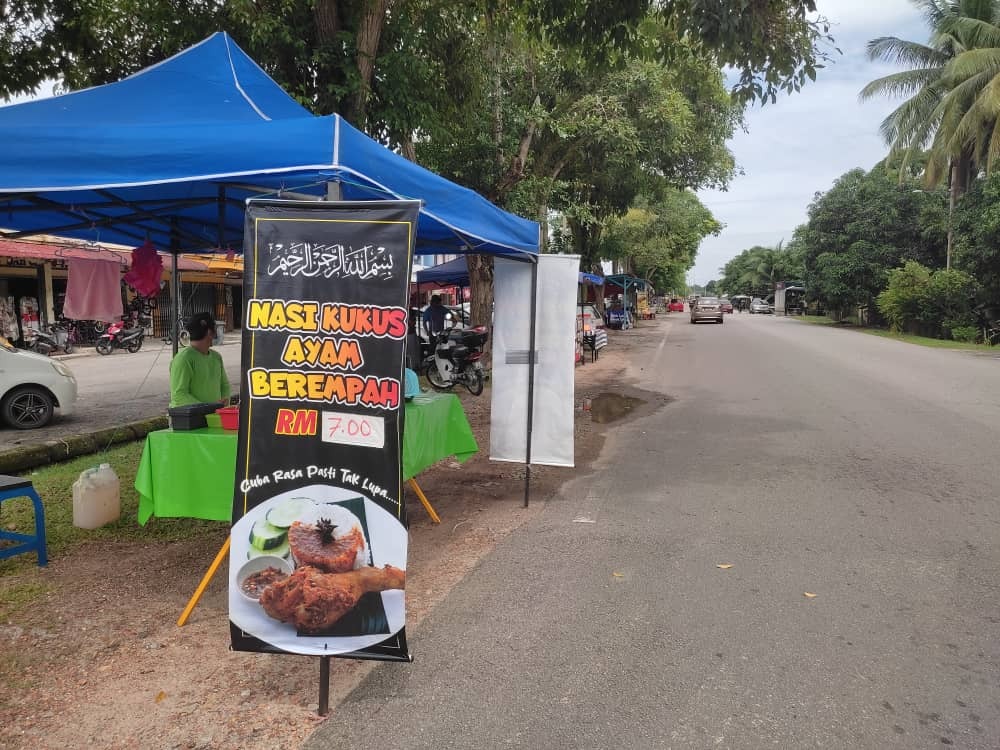 بسم الله الرحمن الرحيم
NASI KUKUS
AYAM
BEREMPAH
RM 7.00
Cuba Rasa Pasti Tak Lupa.....